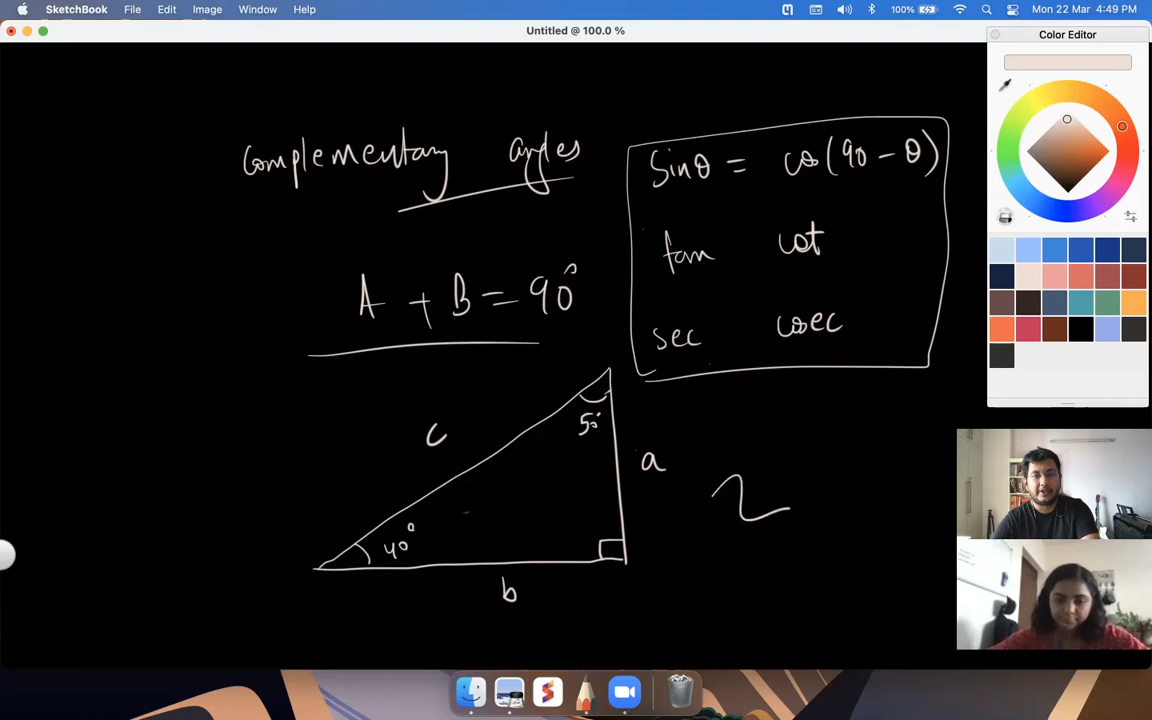 SketchBook File Edit Image Window Help 100% Mon 22 Mar 4:49 PM
Untitled @ 100.0 %
Color Editor
Complementary angles
sinθ = cos(90 - θ)
tan cot
A + B = 90°
sec cosec
c
50°
a
40°
b